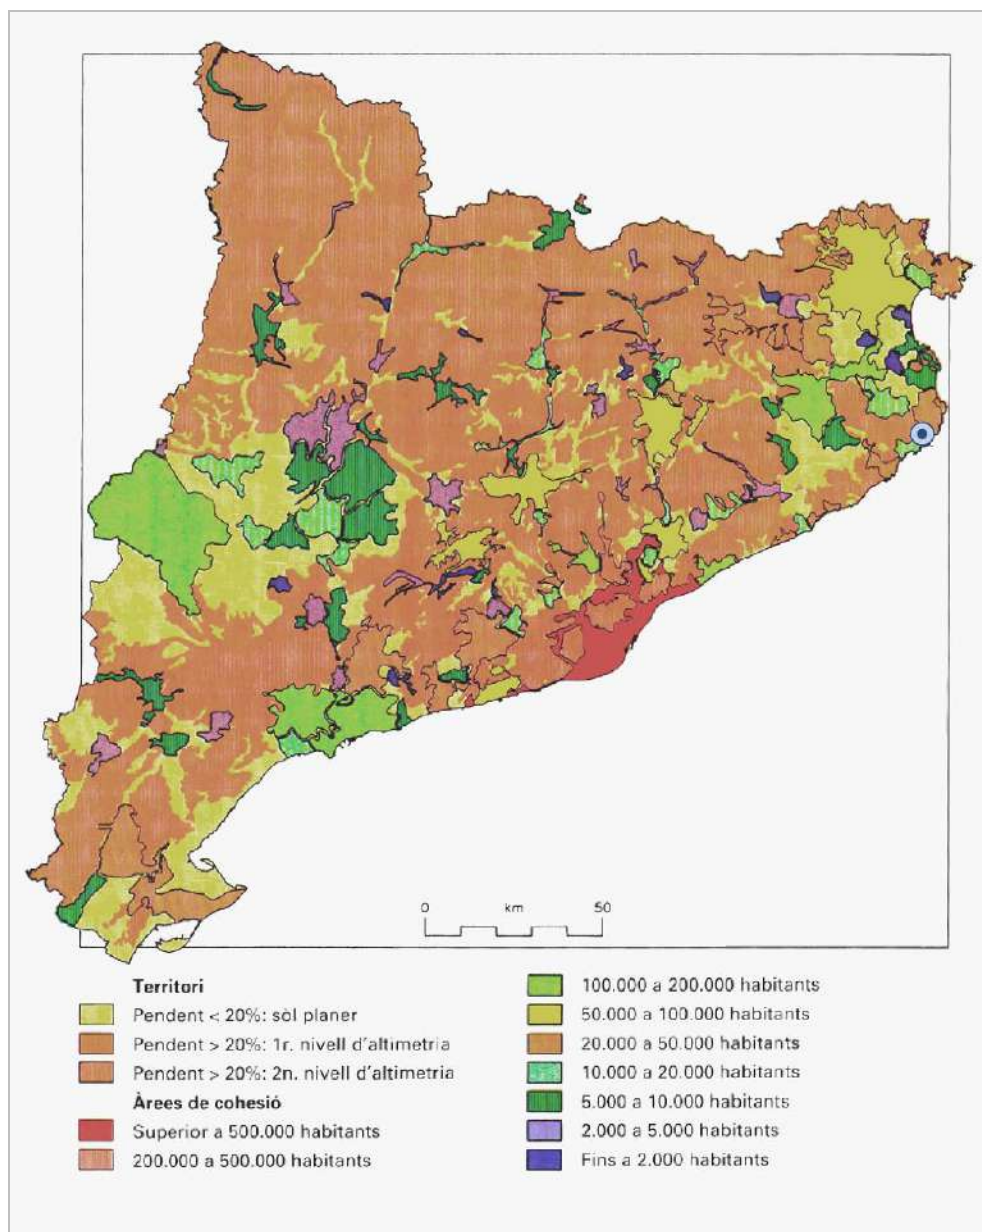 0 km 50
Territori
Pendent < 20%: sòl planer
Pendent > 20%: 1r. nivell d'altimetria
Pendent > 20%: 2n. nivell d'altimetria
Àrees de cohesió
Superior a 500.000 habitants
200.000 a 500.000 habitants
100.000 a 200.000 habitants
50.000 a 100.000 habitants
20.000 a 50.000 habitants
10.000 a 20.000 habitants
5.000 a 10.000 habitants
2.000 a 5.000 habitants
Fins a 2.000 habitants